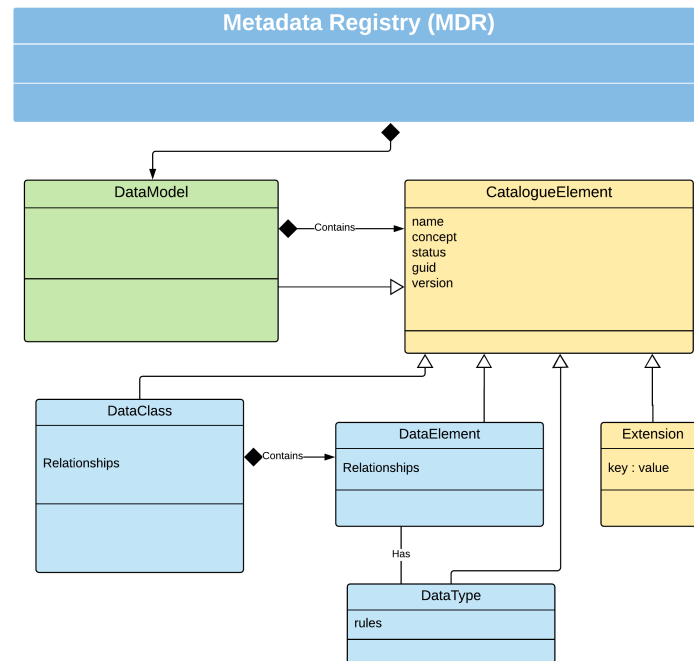 Metadata Registry (MDR)
DataModel
CatalogueElement
name
concept
status
guid
version
Contains
DataClass
Relationships
Contains
DataElement
Relationships
Extension
key : value
Has
DataType
rules